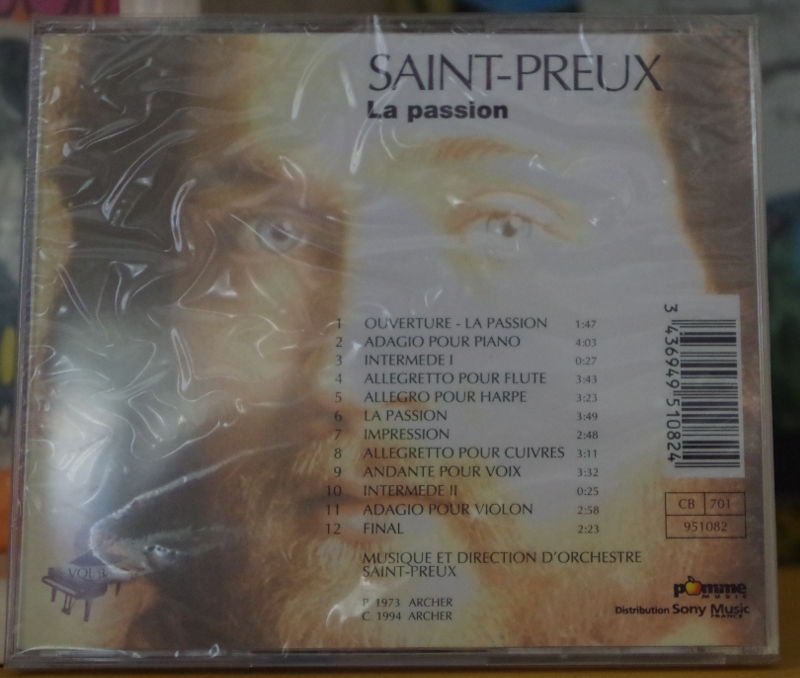 SAINT-PREUX
La passion
1 OUVERTURE - LA PASSION 1:47
2 ADAGIO POUR PIANO 4:03
3 INTERMEDE I 0:27
4 ALLEGRETTO POUR FLUTE 3:43
5 ALLEGRO POUR HARPE 3:23
6 LA PASSION 3:49
7 IMPRESSION 2:48
8 ALLEGRETTO POUR CUIVRES 3:11
9 ANDANTE POUR VOIX 3:32
10 INTERMEDE II 0:25
11 ADAGIO POUR VIOLON 2:58
12 FINAL 2:23
MUSIQUE ET DIRECTION D'ORCHESTRE
SAINT-PREUX
P. 1973 ARCHER
C. 1994 ARCHER
3 436949 510824
CB 701
951082
pomme
MUSIC
Distribution Sony Music
FRANCE